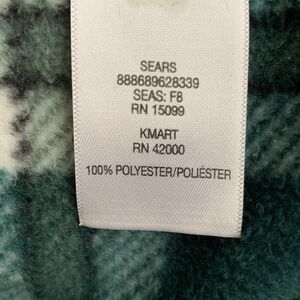 SEARS
888689628339
SEAS: F8
RN 15099
KMART
RN 42000
100% POLYESTER/POLIÉSTER